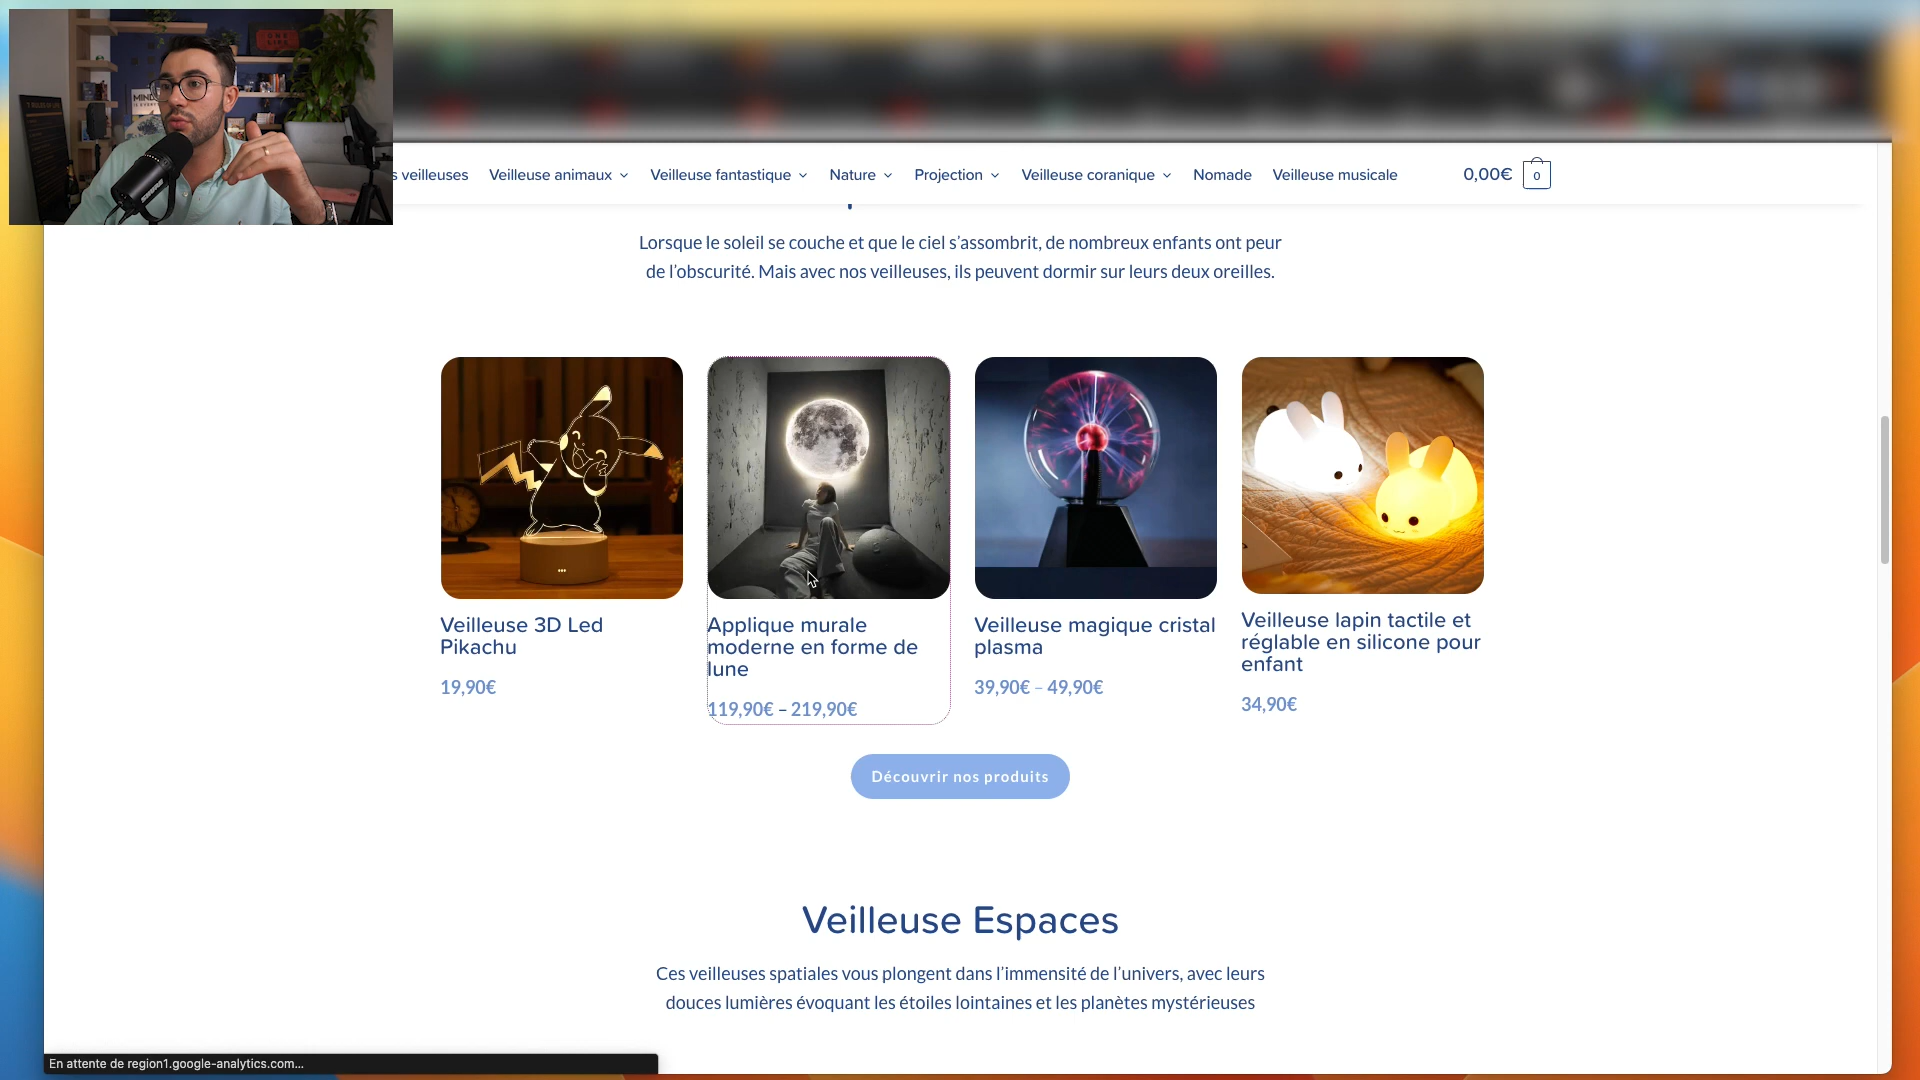 s veilleuses Veilleuse animaux Veilleuse fantastique Nature Projection Veilleuse coranique Nomade Veilleuse musicale 0,00€ 0
Lorsque le soleil se couche et que le ciel s'assombrit, de nombreux enfants ont peur
de l'obscurité. Mais avec nos veilleuses, ils peuvent dormir sur leurs deux oreilles.
Veilleuse 3D Led
Pikachu
19,90€
Applique murale
moderne en forme de
lune
119,90€ – 219,90€
Veilleuse magique cristal
plasma
39,90€ – 49,90€
Veilleuse lapin tactile et
réglable en silicone pour
enfant
34,90€
Découvrir nos produits
Veilleuse Espaces
Ces veilleuses spatiales vous plongent dans l'immensité de l'univers, avec leurs
douces lumières évoquant les étoiles lointaines et les planètes mystérieuses
En attente de region1.google-analytics.com...